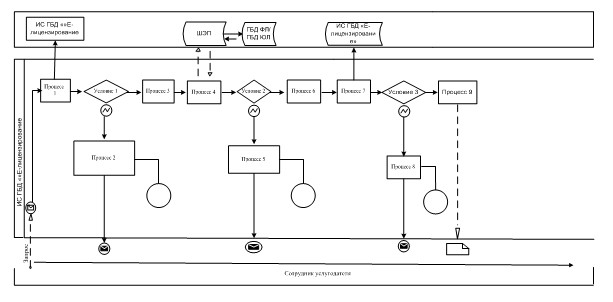 ИС ГБД ««Е-
лицензирование
ШЭП
ГБД ФЛ/
ГБД ЮЛ
ИС ГБД «Е-
лицензирован
е»
ИС ГБД ««Е-лицензирование
Процесс
1
Условие 1
Процесс 3
Процесс 4
Условие 2
Процесс 6
Процесс 7
Условие 3
Процесс 9
Процесс 2
Процесс 5
Процесс 8
Запрос
Сотрудник услугодателя